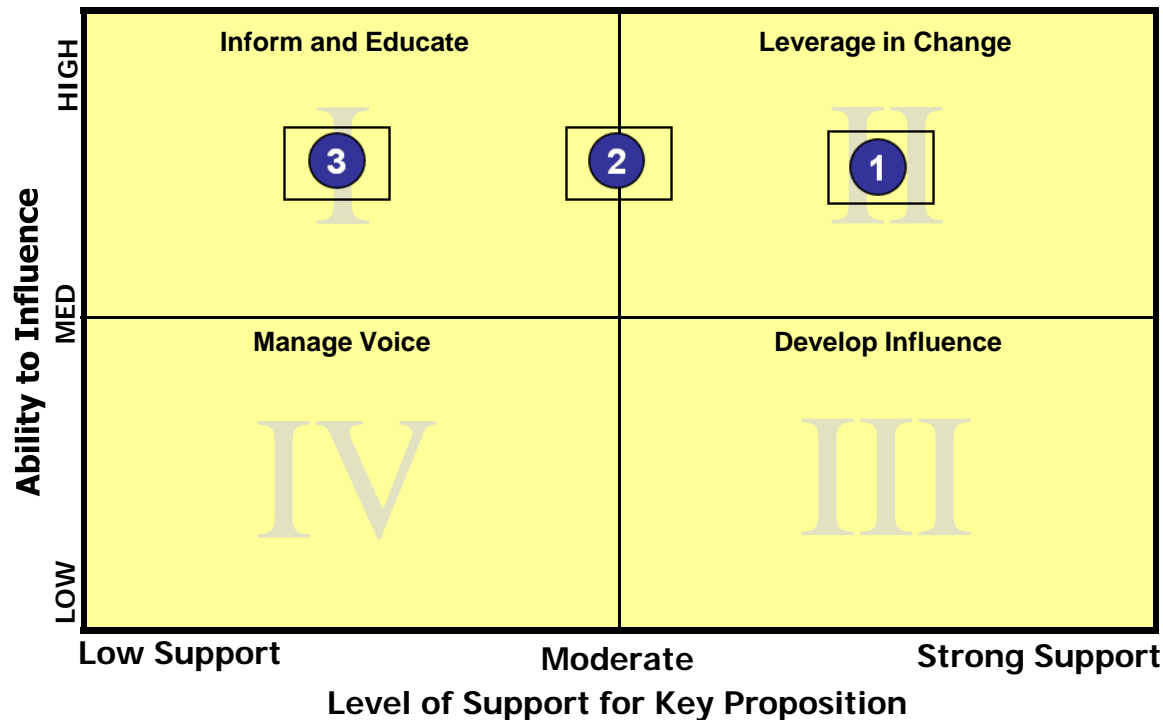 Inform and Educate
Leverage in Change
HIGH
I
II
3
2
1
Ability to Influence
MED
Manage Voice
Develop Influence
IV
III
LOW
Low Support
Moderate
Strong Support
Level of Support for Key Proposition